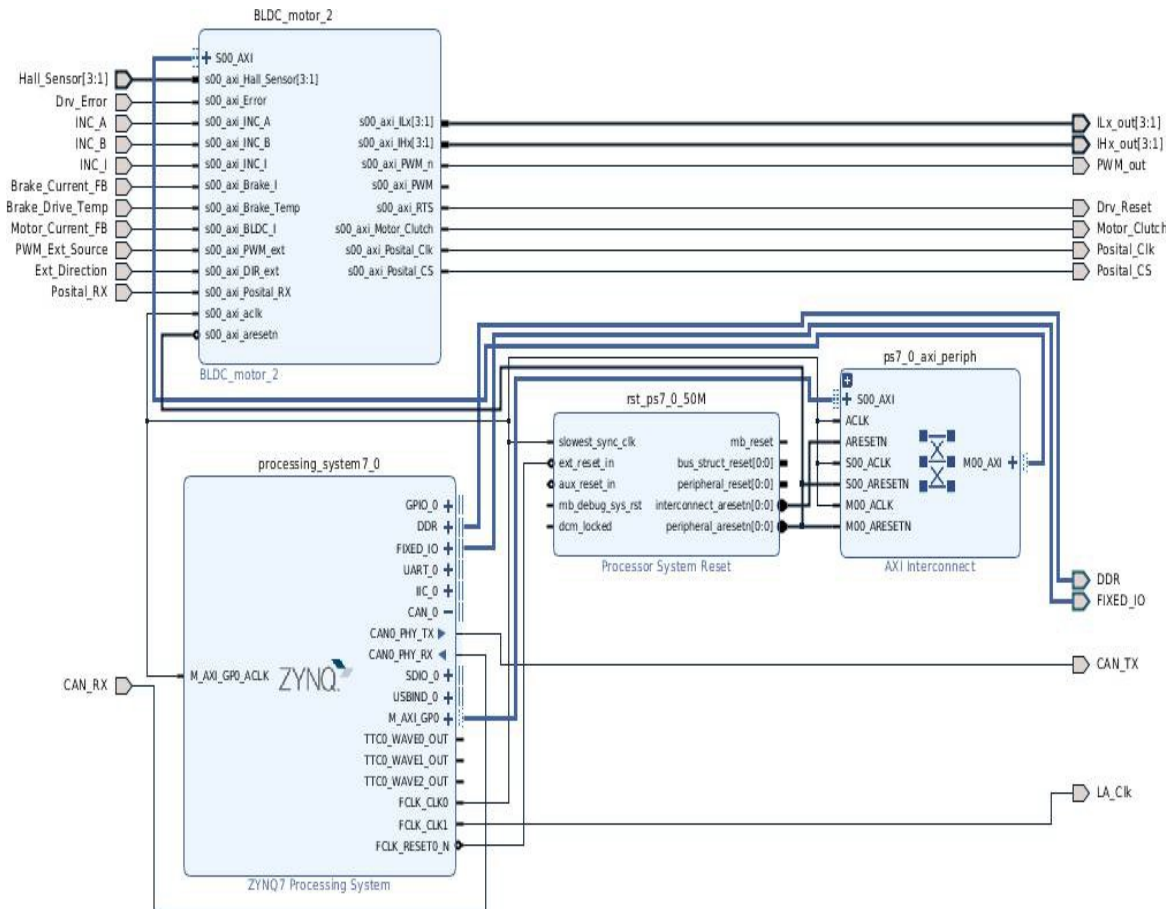 BLDC_motor_2
S00_AXI
Hall_Sensor[3:1]
s00_axi_Hall_Sensor[3:1]
Drv_Error
s00_axi_Error
INC_A
s00_axi_INC_A
s00_axi_ILx[3:1]
ILx_out[3:1]
INC_B
s00_axi_INC_B
s00_axi_IHx[3:1]
IHx_out[3:1]
INC_I
s00_axi_INC_I
s00_axi_PWM_n
PWM_out
Brake_Current_FB
s00_axi_Brake_I
s00_axi_PWM
Brake_Drive_Temp
s00_axi_Brake_Temp
s00_axi_RTS
Drv_Reset
Motor_Current_FB
s00_axi_BLDC_I
s00_axi_Motor_Clutch
Motor_Clutch
PWM_Ext_Source
s00_axi_PWM_ext
s00_axi_Posital_Clk
Posital_Clk
Ext_Direction
s00_axi_DIR_ext
s00_axi_Posital_CS
Posital_CS
Posital_RX
s00_axi_Posital_RX
s00_axi_aclk
s00_axi_aresetn
BLDC_motor_2
ps7_0_axi_periph
S00_AXI
ACLK
ARESETN
S00_ACLK
M00_AXI
S00_ARESETN
M00_ACLK
M00_ARESETN
AXI Interconnect
rst_ps7_0_50M
slowest_sync_clk
mb_reset
ext_reset_in
bus_struct_reset[0:0]
aux_reset_in
peripheral_reset[0:0]
mb_debug_sys_rst
interconnect_aresetn[0:0]
dcm_locked
peripheral_aresetn[0:0]
Processor System Reset
processing_system7_0
GPIO_0
DDR
FIXED_IO
UART_0
IIC_0
CAN_0
CAN0_PHY_TX
CAN0_PHY_RX
M_AXI_GP0_ACLK
ZYNQ
SDIO_0
USBIND_0
M_AXI_GP0
TTC0_WAVE0_OUT
TTC0_WAVE1_OUT
TTC0_WAVE2_OUT
FCLK_CLK0
FCLK_CLK1
FCLK_RESET0_N
ZYNQ7 Processing System
CAN_RX
DDR
FIXED_IO
CAN_TX
LA_Clk